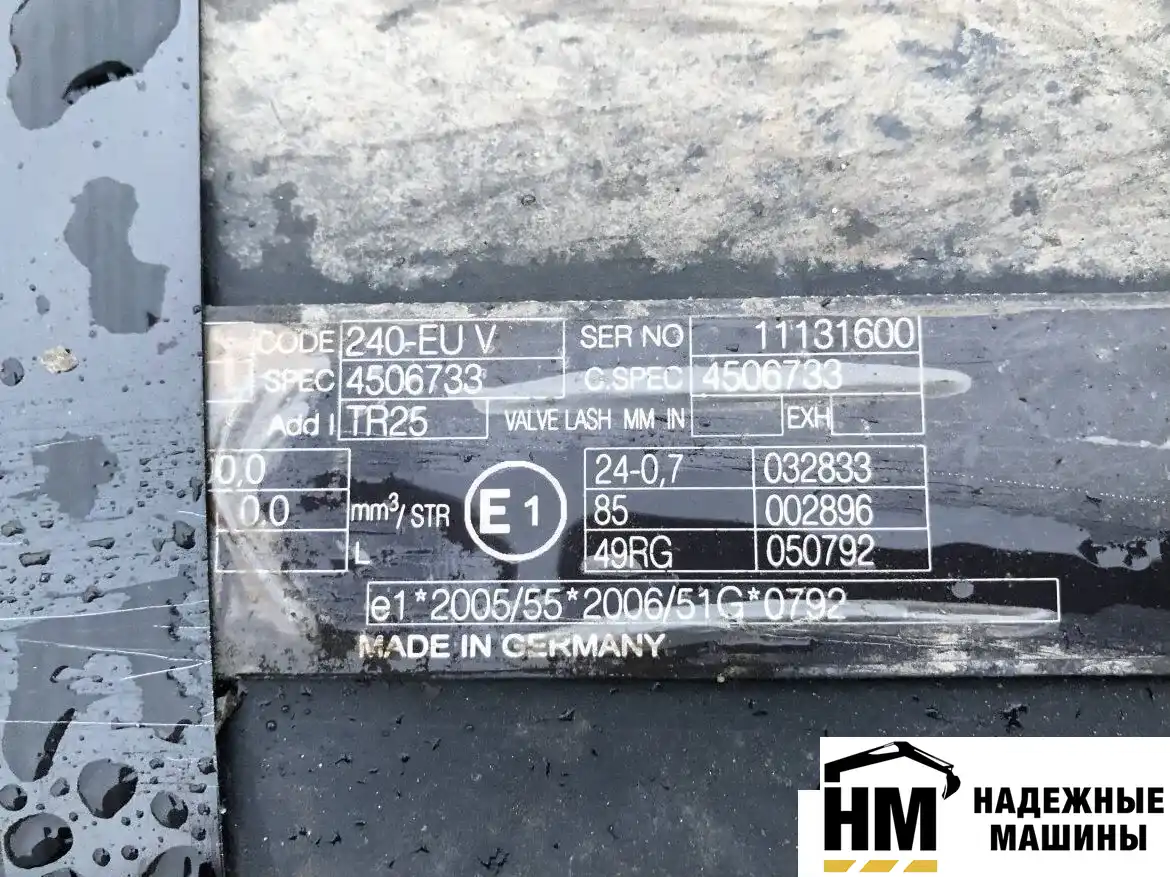 CODE 240-EU V SER NO 11131600
SPEC 4506733 C.SPEC 4506733
Add I. TR25 VALVE LASH MM IN EXH
0,0 24-0,7 032833
0.0 mm³/STR E1 85 002896
L 49RG 050792
e1*2005/55*2006/51G*0792
MADE IN GERMANY
НМ НАДЕЖНЫЕ
МАШИНЫ